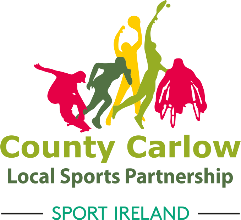 County Carlow
Local Sports Partnership
SPORT IRELAND